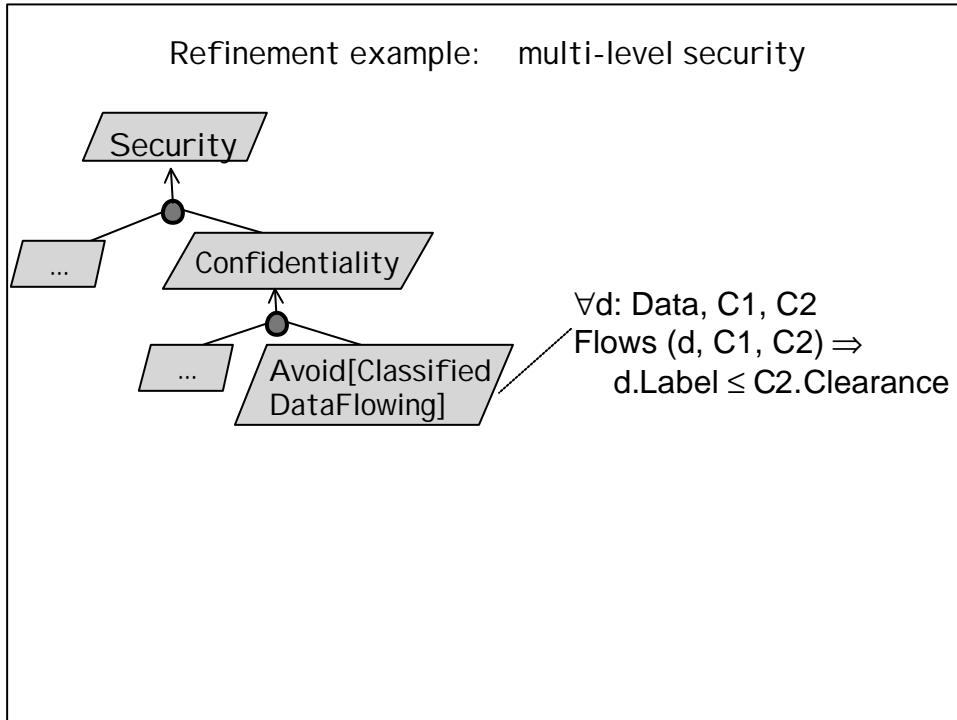 Refinement example: multi-level security
Security
...
Confidentiality
∀d: Data, C1, C2
Flows (d, C1, C2) ⇒
d.Label ≤ C2.Clearance
...
Avoid[Classified
DataFlowing]